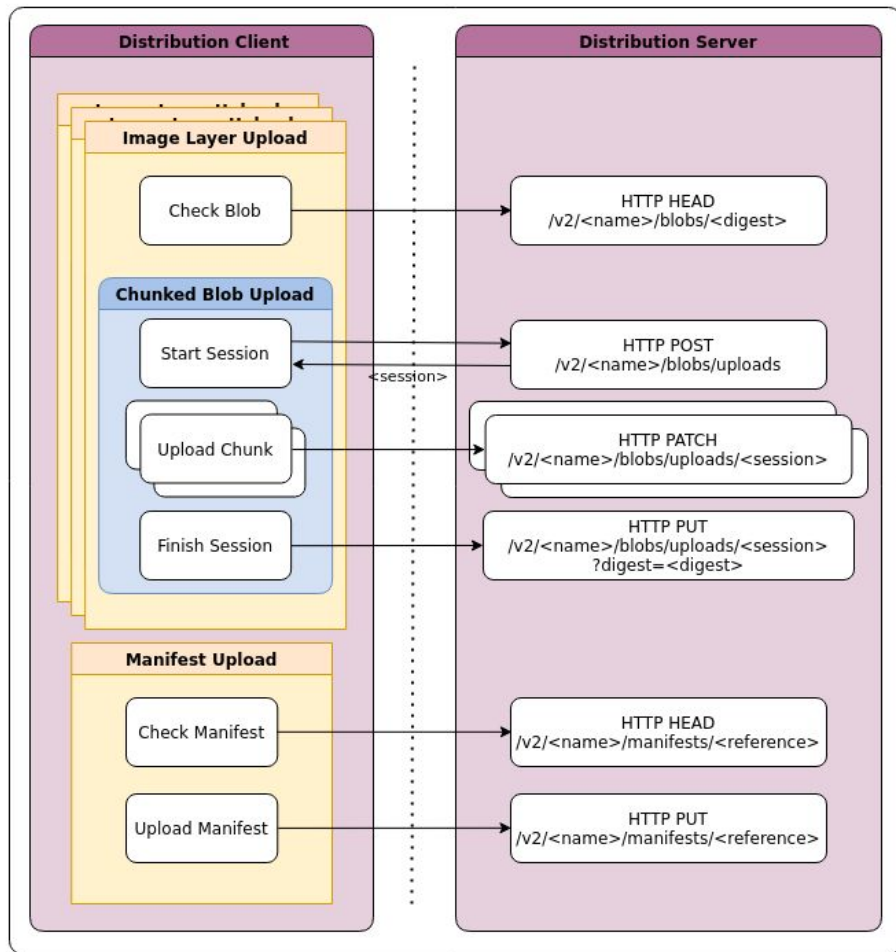 Distribution Client
Distribution Server
Image Layer Upload
Check Blob
HTTP HEAD
/v2/<name>/blobs/<digest>
Chunked Blob Upload
Start Session
HTTP POST
/v2/<name>/blobs/uploads
<session>
Upload Chunk
HTTP PATCH
/v2/<name>/blobs/uploads/<session>
Finish Session
HTTP PUT
/v2/<name>/blobs/uploads/<session>
?digest=<digest>
Manifest Upload
Check Manifest
HTTP HEAD
/v2/<name>/manifests/<reference>
Upload Manifest
HTTP PUT
/v2/<name>/manifests/<reference>